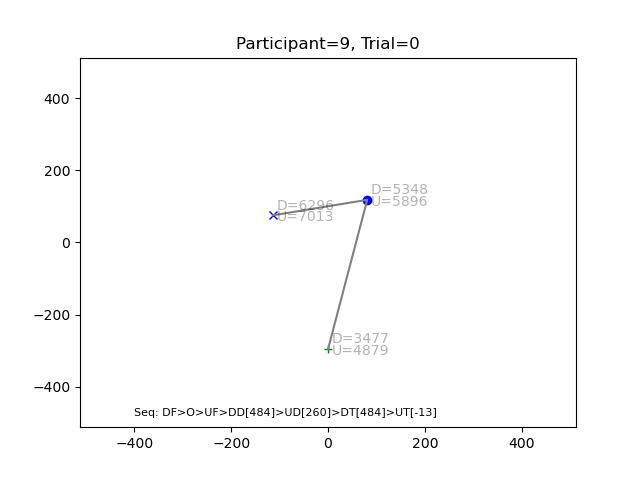 Participant=9, Trial=0
400
200
0
−200
−400
D=5348
U=5896
D=6296
U=7013
D=3477
U=4879
Seq: DF>O>UF>DD[484]>UD[260]>DT[484]>UT[-13]
−400
−200
0
200
400